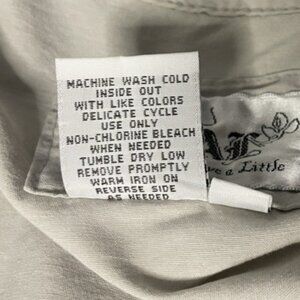 MACHINE WASH COLD
INSIDE OUT
WITH LIKE COLORS
DELICATE CYCLE
USE ONLY
NON-CHLORINE BLEACH
WHEN NEEDED
TUMBLE DRY LOW
REMOVE PROMPTLY
WARM IRON ON
REVERSE SIDE
AS NEEDED
a Little